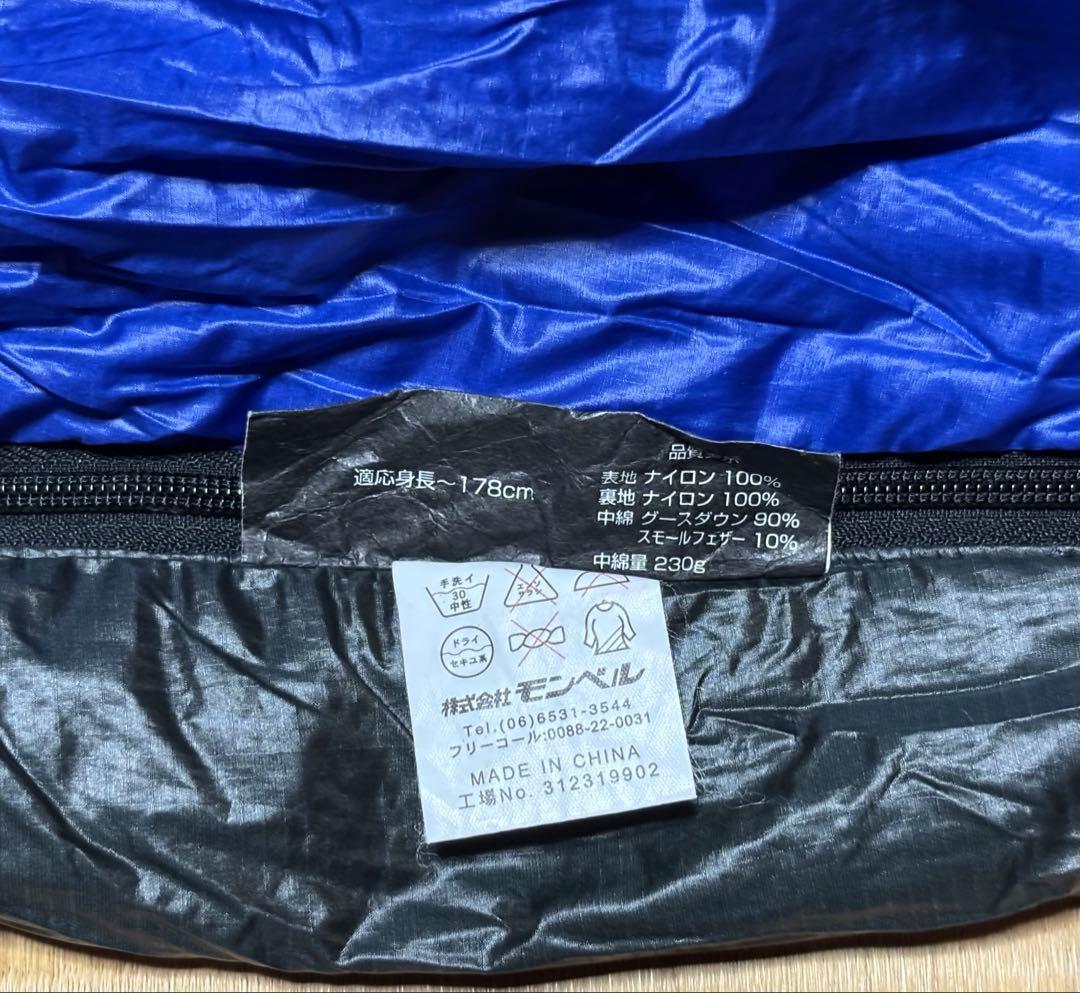 適応身長〜178cm
表地 ナイロン 100%
裏地 ナイロン 100%
中綿 グースダウン 90%
スモールフェザー 10%
中綿量 230g
手洗イ
30
中性
エンソ
サラシ
ドライ
セキユ系
株式会社 モンベル
Tel.(06)6531-3544
フリーコール:0088-22-0031
MADE IN CHINA
工場No. 312319902